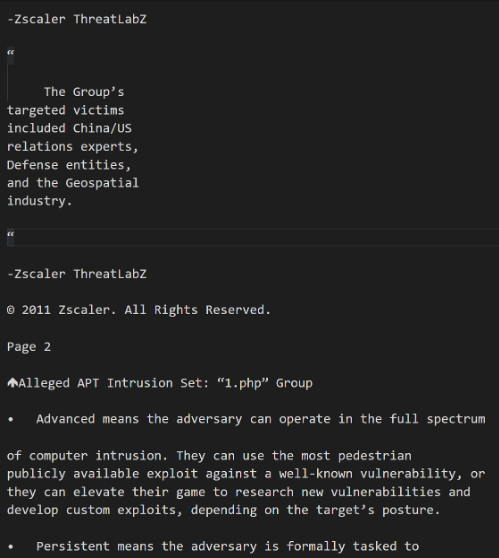 -Zscaler ThreatLabZ
“
The Group’s
targeted victims
included China/US
relations experts,
Defense entities,
and the Geospatial
industry.
“
-Zscaler ThreatLabZ
© 2011 Zscaler. All Rights Reserved.
Page 2
🡹Alleged APT Intrusion Set: “1.php” Group
•   Advanced means the adversary can operate in the full spectrum
of computer intrusion. They can use the most pedestrian
publicly available exploit against a well-known vulnerability, or
they can elevate their game to research new vulnerabilities and
develop custom exploits, depending on the target’s posture.
•   Persistent means the adversary is formally tasked to